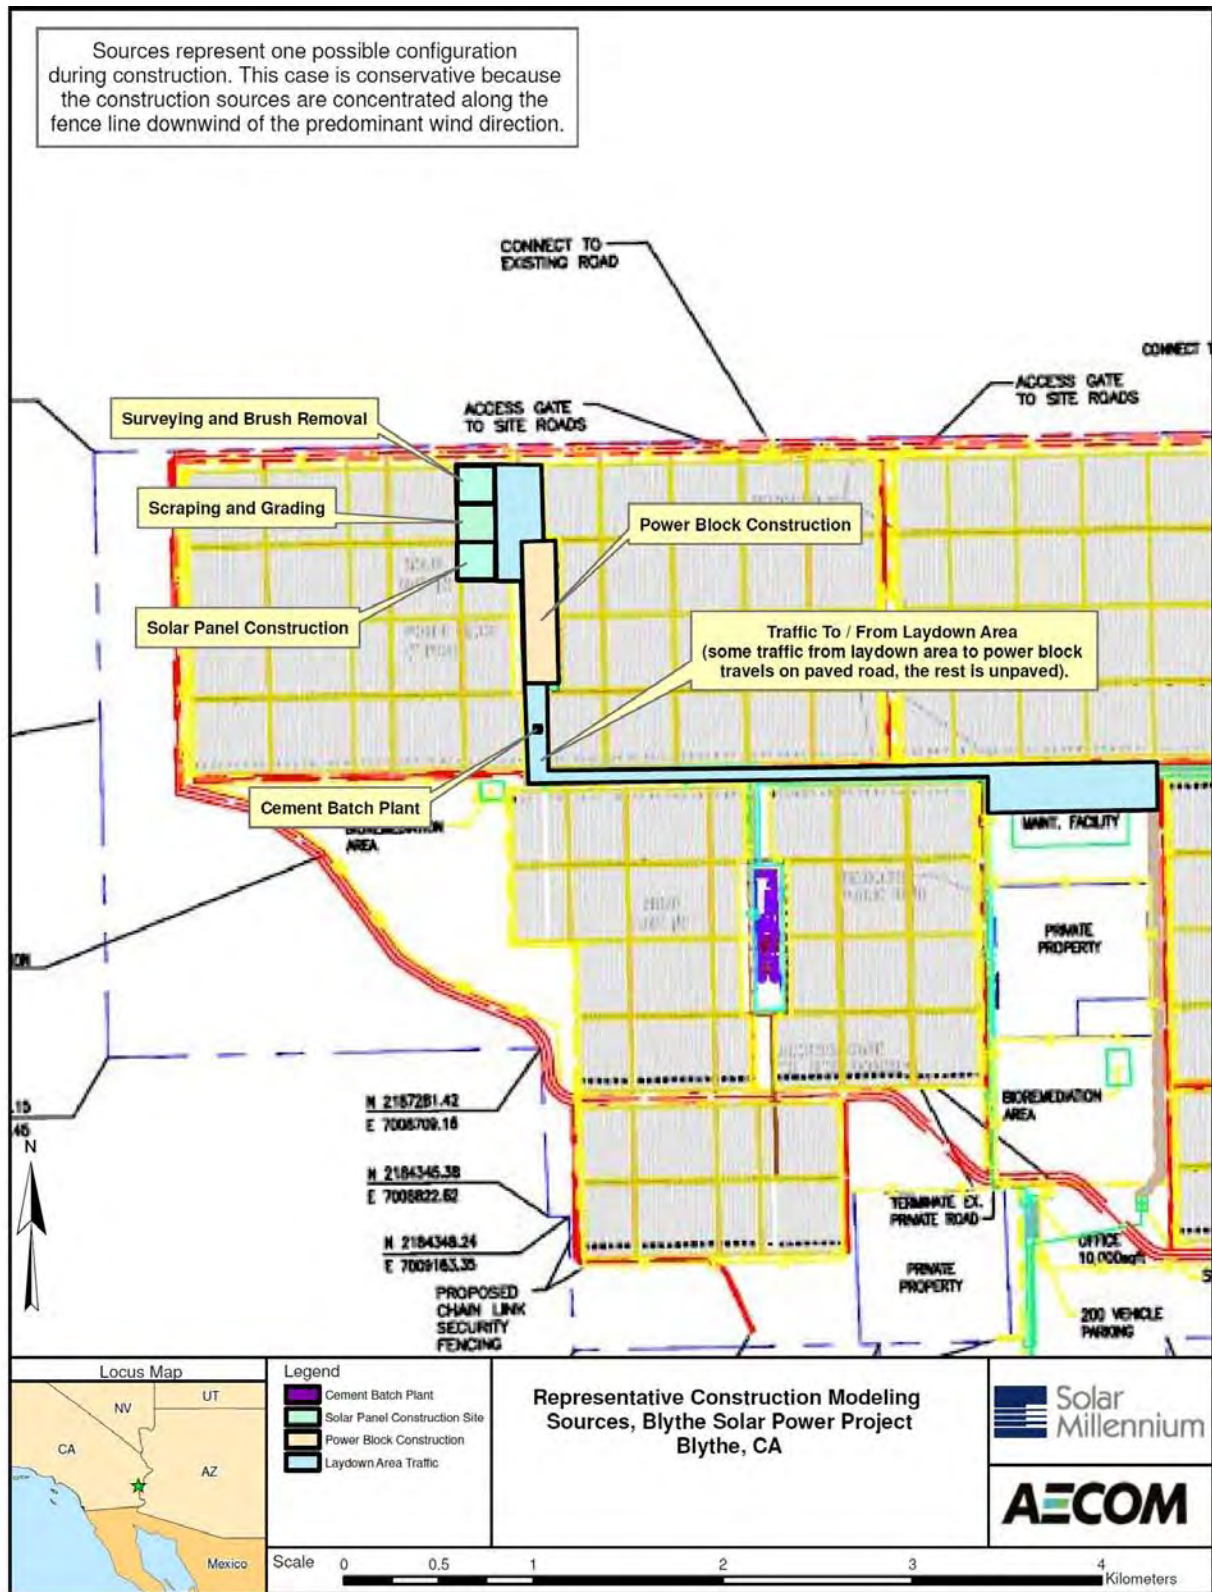 Sources represent one possible configuration
during construction. This case is conservative because
the construction sources are concentrated along the
fence line downwind of the predominant wind direction.
CONNECT TO
EXISTING ROAD
CONNECT T
ACCESS GATE
TO SITE ROADS
ACCESS GATE
TO SITE ROADS
Surveying and Brush Removal
Scraping and Grading
Power Block Construction
Solar Panel Construction
Traffic To / From Laydown Area
(some traffic from laydown area to power block
travels on paved road, the rest is unpaved).
Cement Batch Plant
BIOREMEDIATION
AREA
MAINT. FACILITY
PRIVATE
PROPERTY
ON
BIOREMEDIATION
AREA
.15
.45
N
N 2187281.42
E 7008709.16
N 2184345.38
E 7008822.62
N 2184348.24
E 7009163.35
PROPOSED
CHAIN LINK
SECURITY
FENCING
TERMINATE EX.
PRIVATE ROAD
OFFICE
10,000sqft
PRIVATE
PROPERTY
S
200 VEHICLE
PARKING
Locus Map
NV
UT
CA
AZ
Mexico
Legend
Cement Batch Plant
Solar Panel Construction Site
Power Block Construction
Laydown Area Traffic
Representative Construction Modeling
Sources, Blythe Solar Power Project
Blythe, CA
Solar
Millennium
AECOM
Scale 0 0.5 1 2 3 4
Kilometers